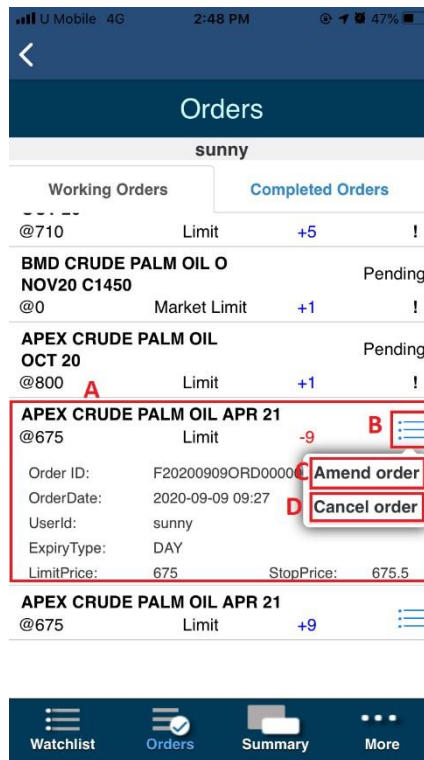 U Mobile 4G 2:48 PM 47%
Orders
sunny
Working Orders Completed Orders
@710 Limit +5 !
BMD CRUDE PALM OIL O
NOV20 C1450 Pending
@0 Market Limit +1 !
APEX CRUDE PALM OIL
OCT 20 Pending
@800 Limit +1 !
A
APEX CRUDE PALM OIL APR 21
B
@675 Limit -9
Order ID: F20200909ORD0000
C Amend order
OrderDate: 2020-09-09 09:27
D Cancel order
UserId: sunny
ExpiryType: DAY
LimitPrice: 675 StopPrice: 675.5
APEX CRUDE PALM OIL APR 21
@675 Limit +9
Watchlist Orders Summary More